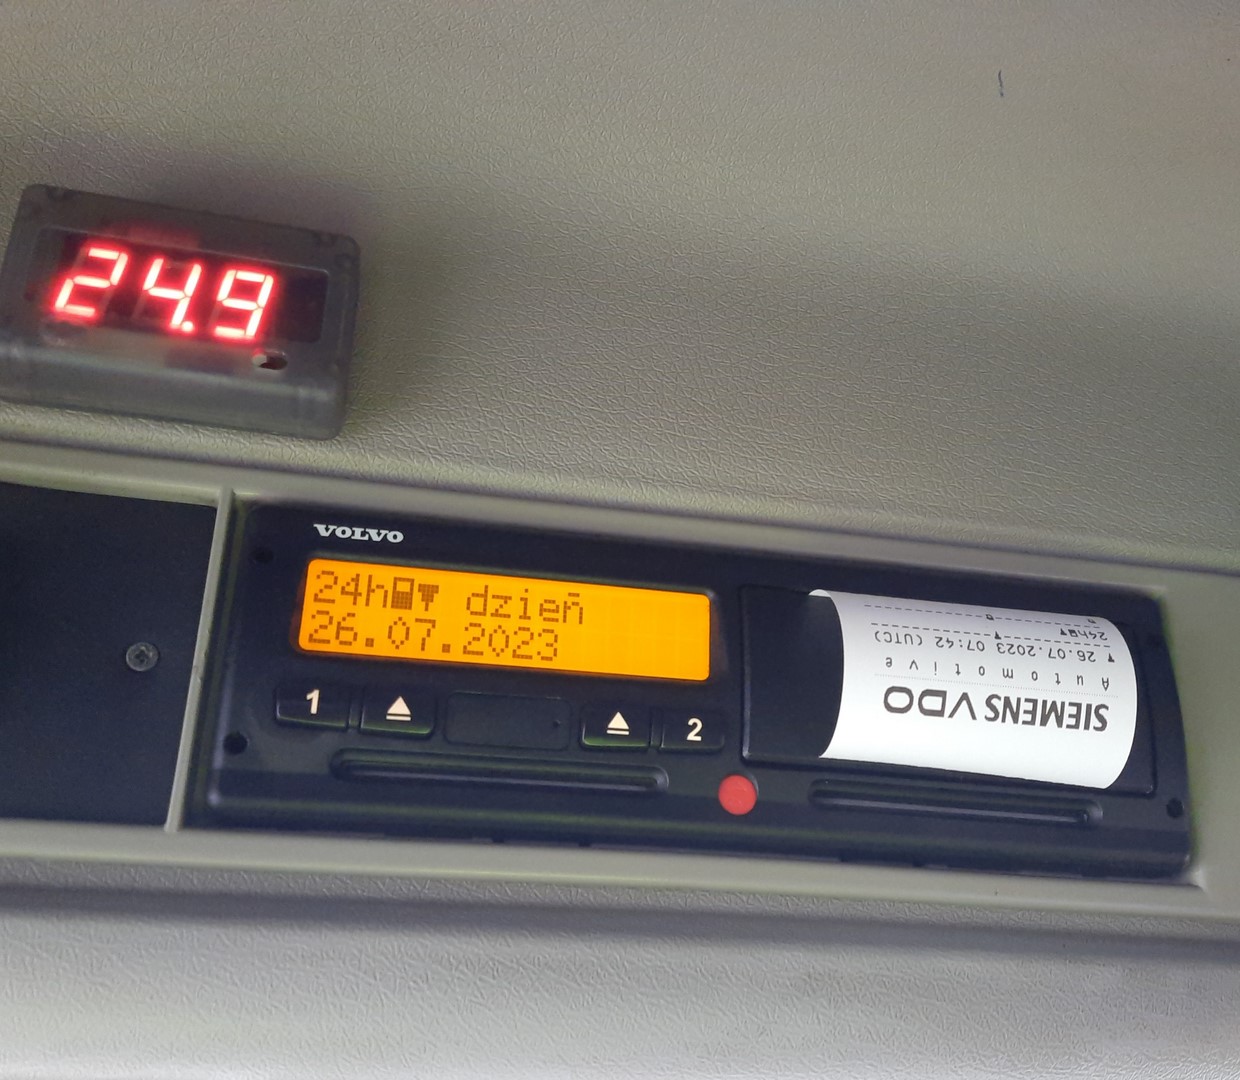 24.9
VOLVO
24h dzień
26.07.2023
1
2
SIEMENS VDO
Automotive
26.07.2023 07:42 (UTC)
24h